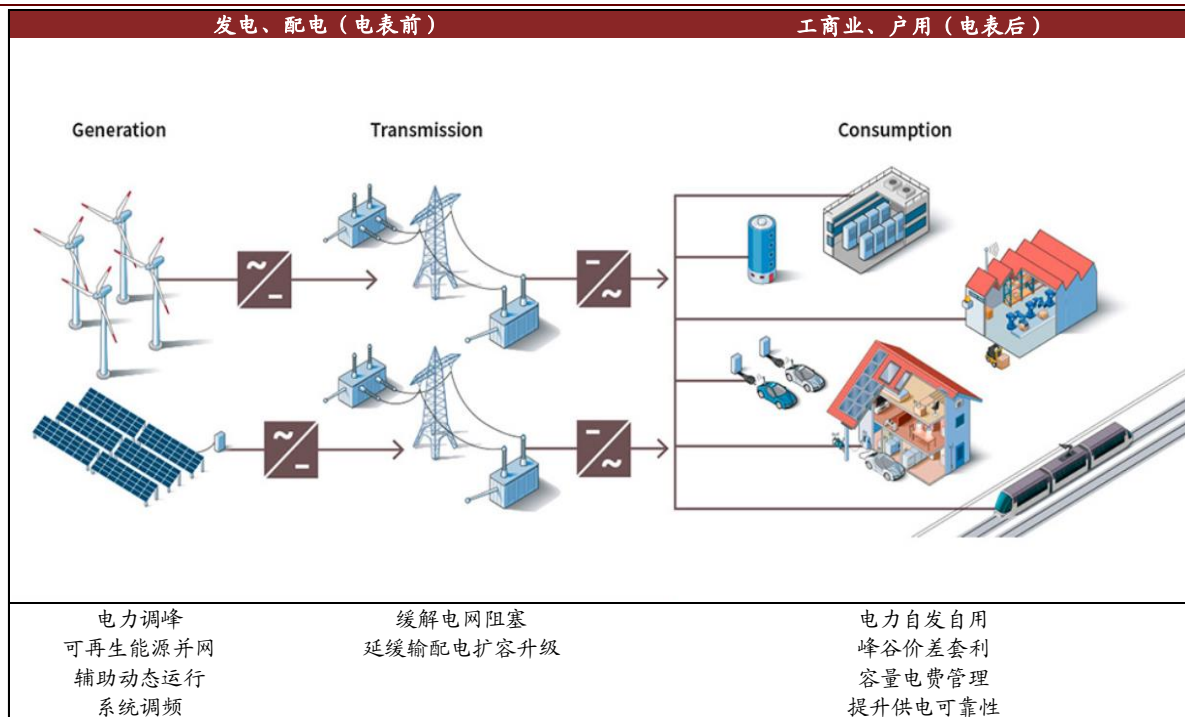 发电、配电（电表前）
工商业、户用（电表后）
Generation
Transmission
Consumption
电力调峰
可再生能源并网
辅助动态运行
系统调频
缓解电网阻塞
延缓输配电扩容升级
电力自发自用
峰谷价差套利
容量电费管理
提升供电可靠性